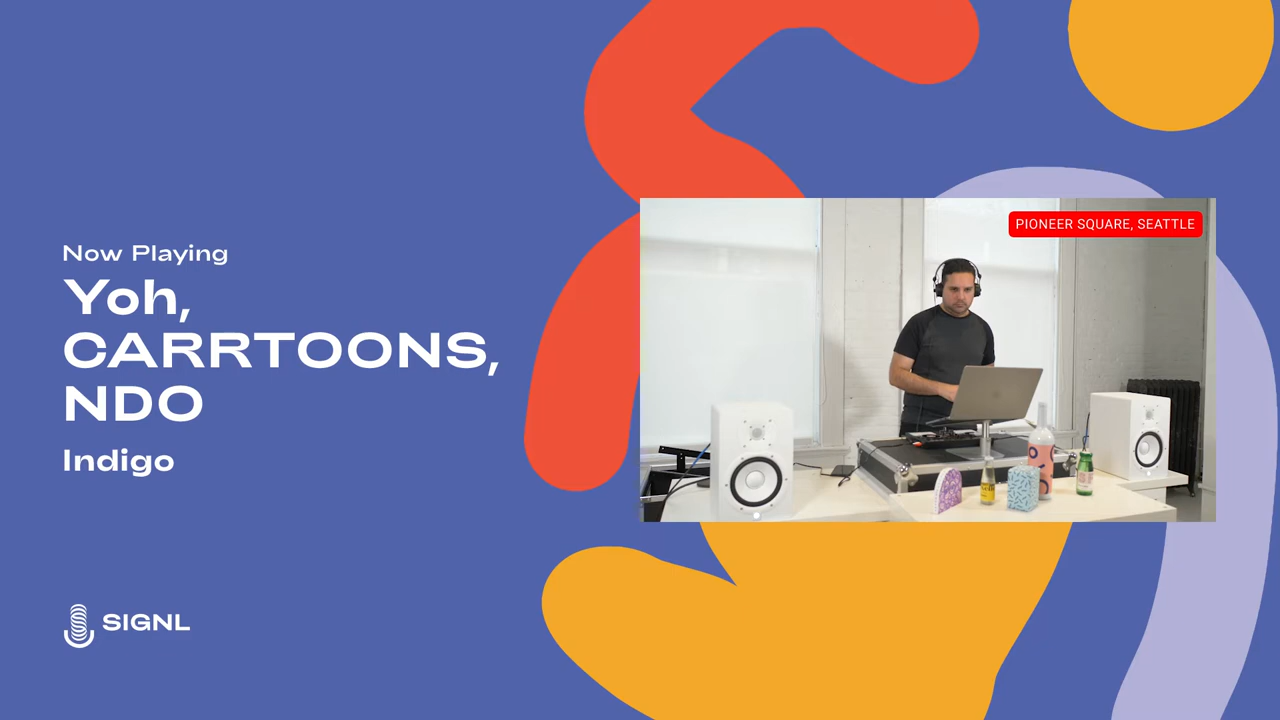 Now Playing
Yoh,
CARRTOONS,
NDO
Indigo
SIGNL
PIONEER SQUARE, SEATTLE